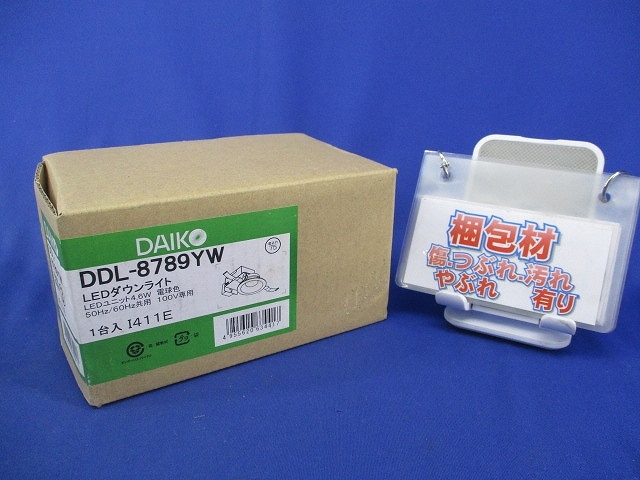 DAIKO
DDL-8789YW
LEDダウンライト
LEDユニット4.6W 電球色
50Hz/60Hz共用 100V専用
1台入 I411E
梱包材
傷、つぶれ・汚れ
やぶれ 有り